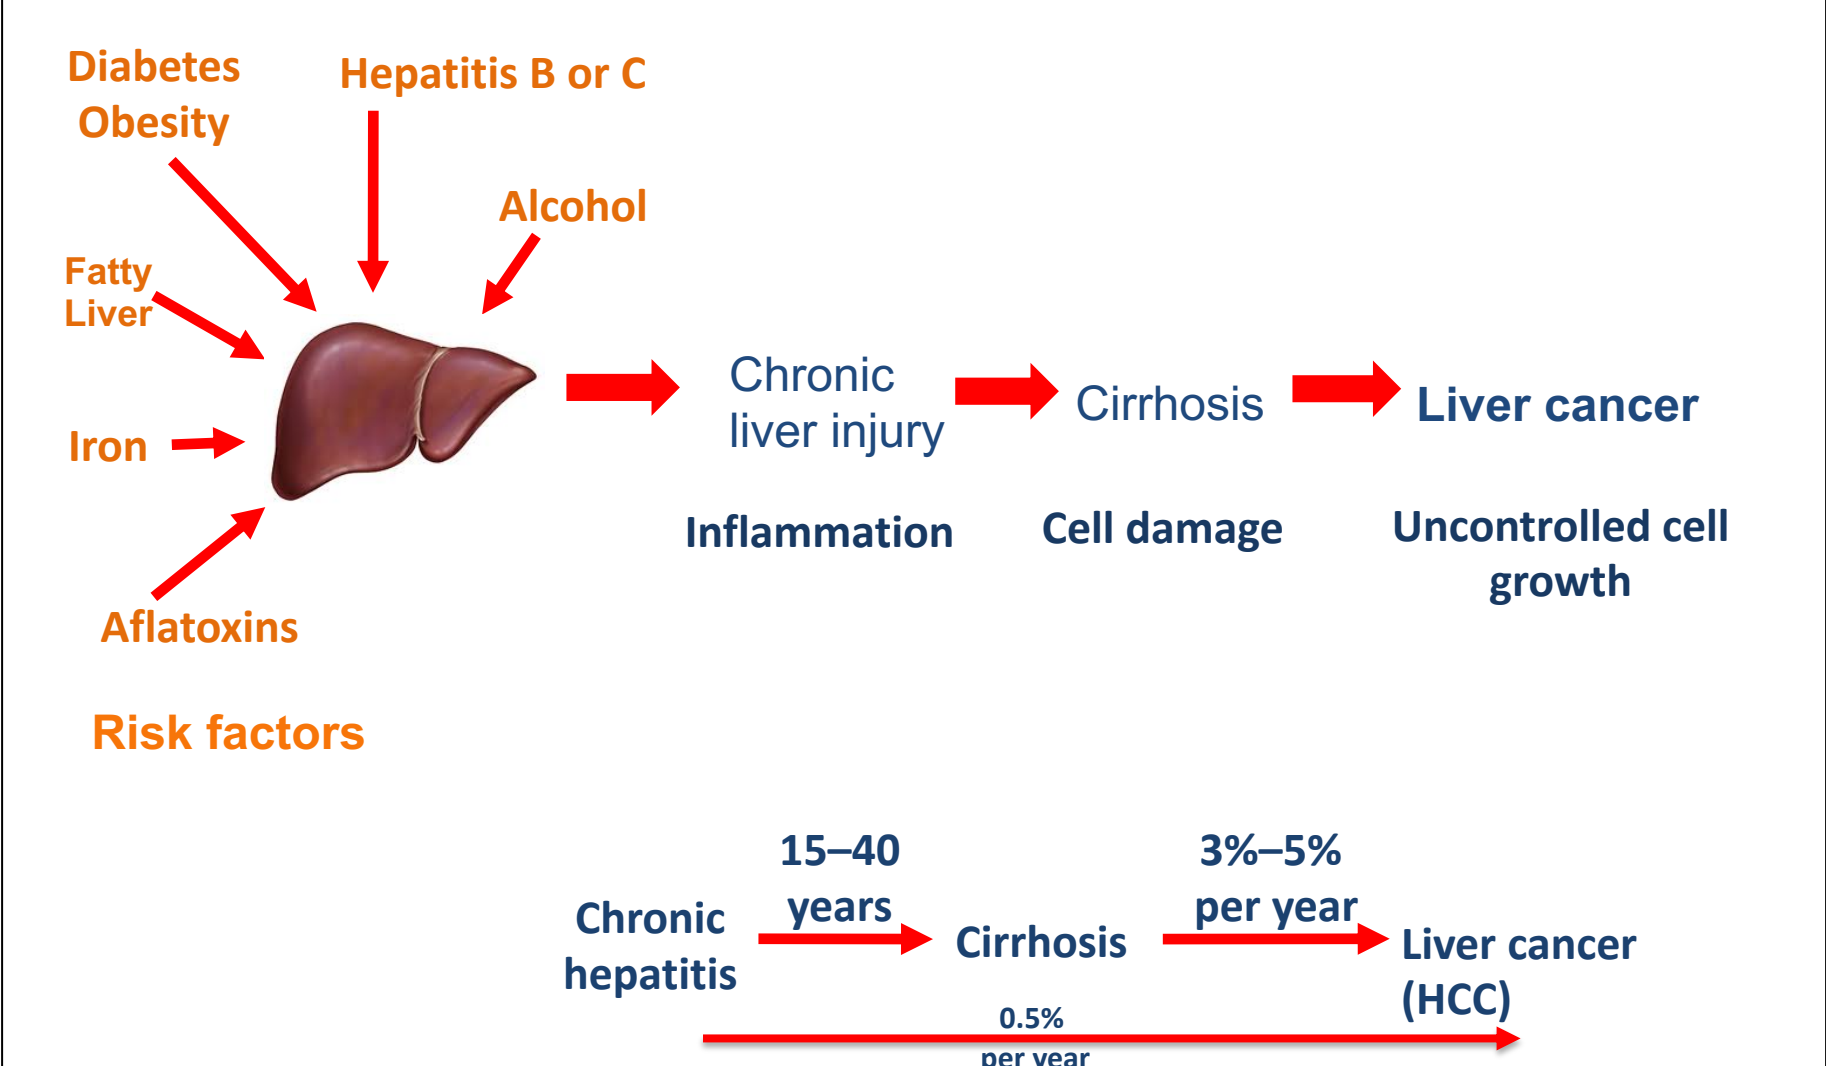 Diabetes
Obesity
Hepatitis B or C
Alcohol
Fatty
Liver
Iron
Aflatoxins
Risk factors
Chronic
liver injury
Cirrhosis
Liver cancer
Inflammation
Cell damage
Uncontrolled cell
growth
Chronic
hepatitis
15–40
years
Cirrhosis
3%–5%
per year
Liver cancer
(HCC)
0.5%
per year